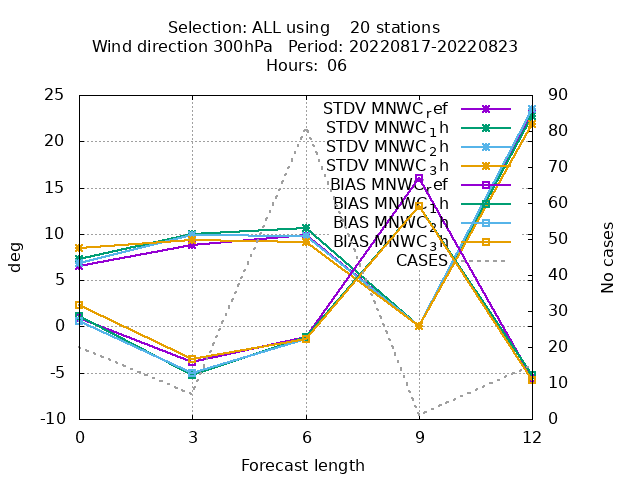 Selection: ALL using 20 stations
Wind direction 300hPa Period: 20220817-20220823
Hours: 06
STDV MNWC_ref
STDV MNWC_1h
STDV MNWC_2h
STDV MNWC_3h
BIAS MNWC_ref
BIAS MNWC_1h
BIAS MNWC_2h
BIAS MNWC_3h
CASES
deg
25
20
15
10
5
0
-5
-10
No cases
90
80
70
60
50
40
30
20
10
0
0 3 6 9 12
Forecast length